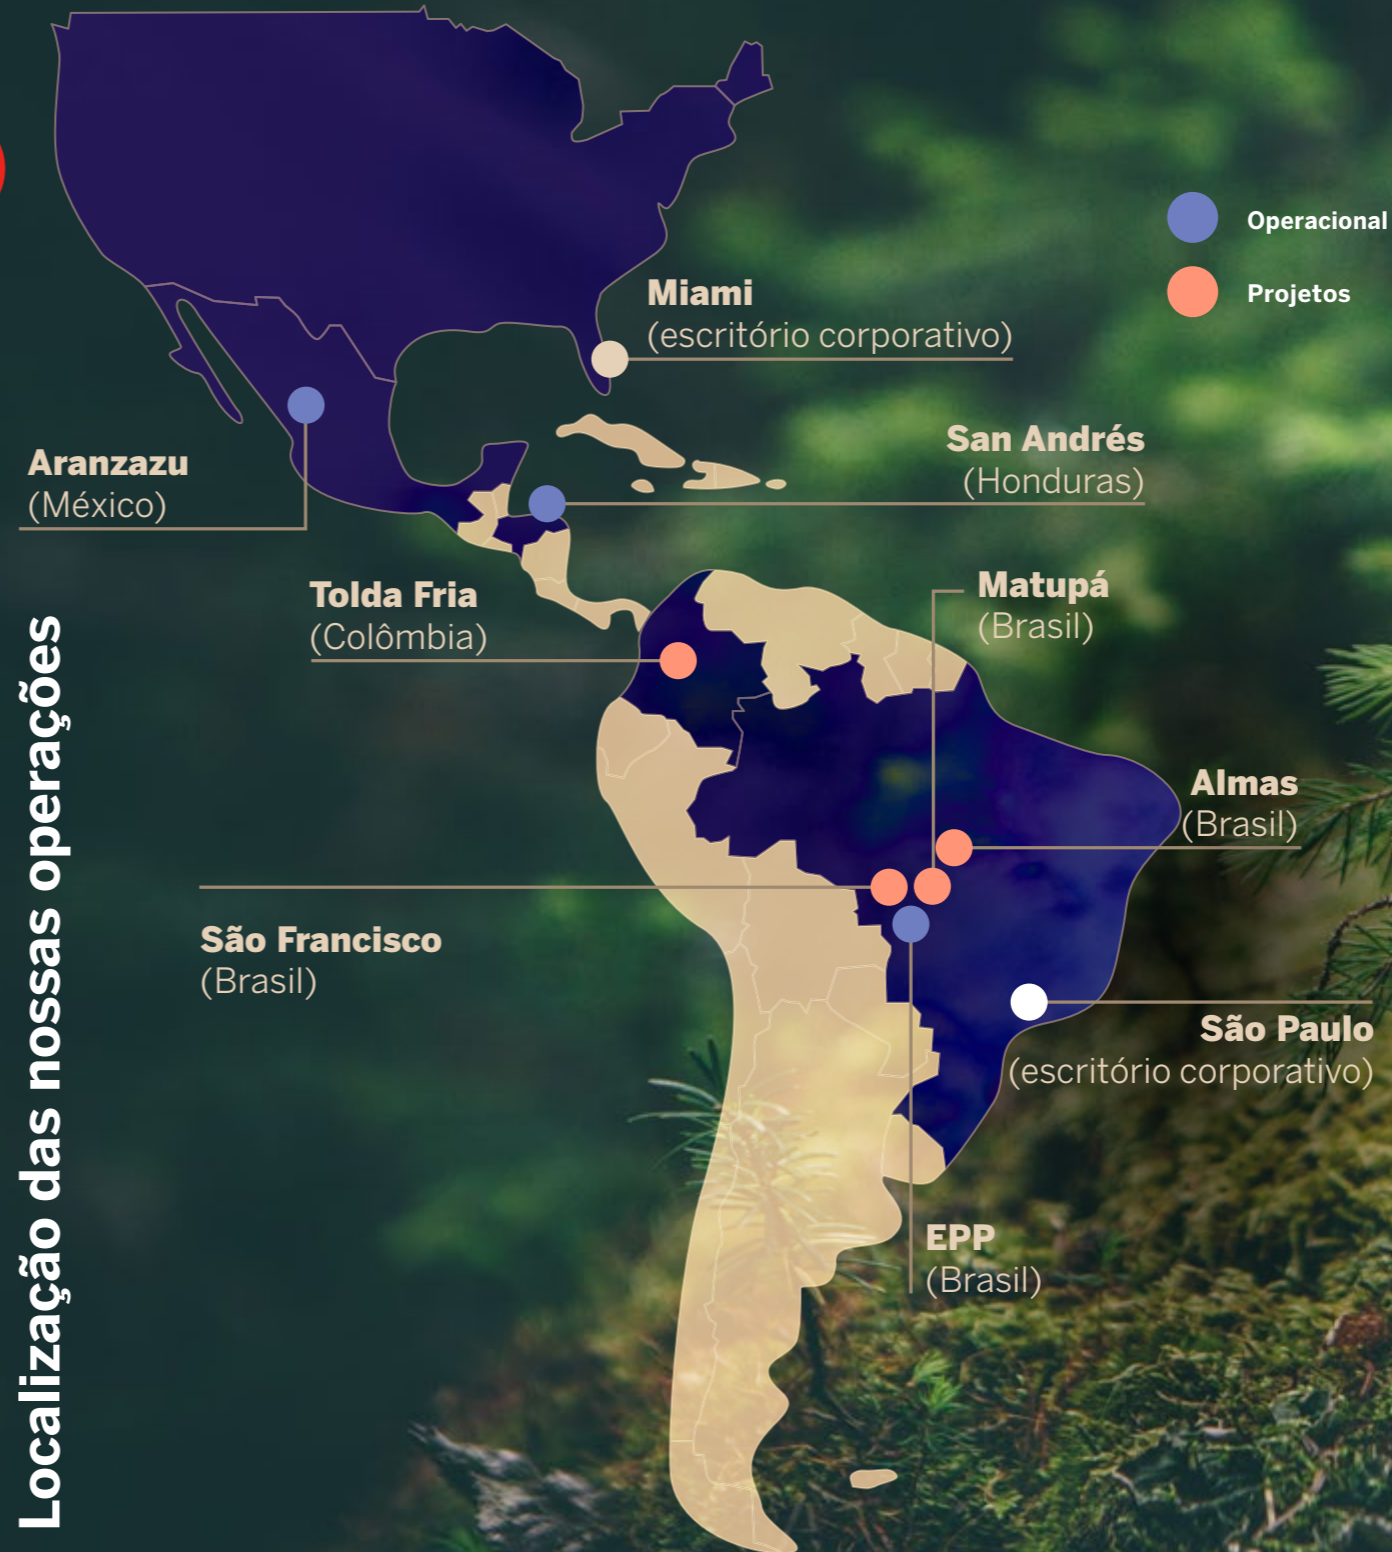 Localização das nossas operações
Operacional
Projetos
Miami
(escritório corporativo)
San Andrés
(Honduras)
Aranzazu
(México)
Tolda Fria
(Colômbia)
Matupá
(Brasil)
Almas
(Brasil)
São Francisco
(Brasil)
São Paulo
(escritório corporativo)
EPP
(Brasil)